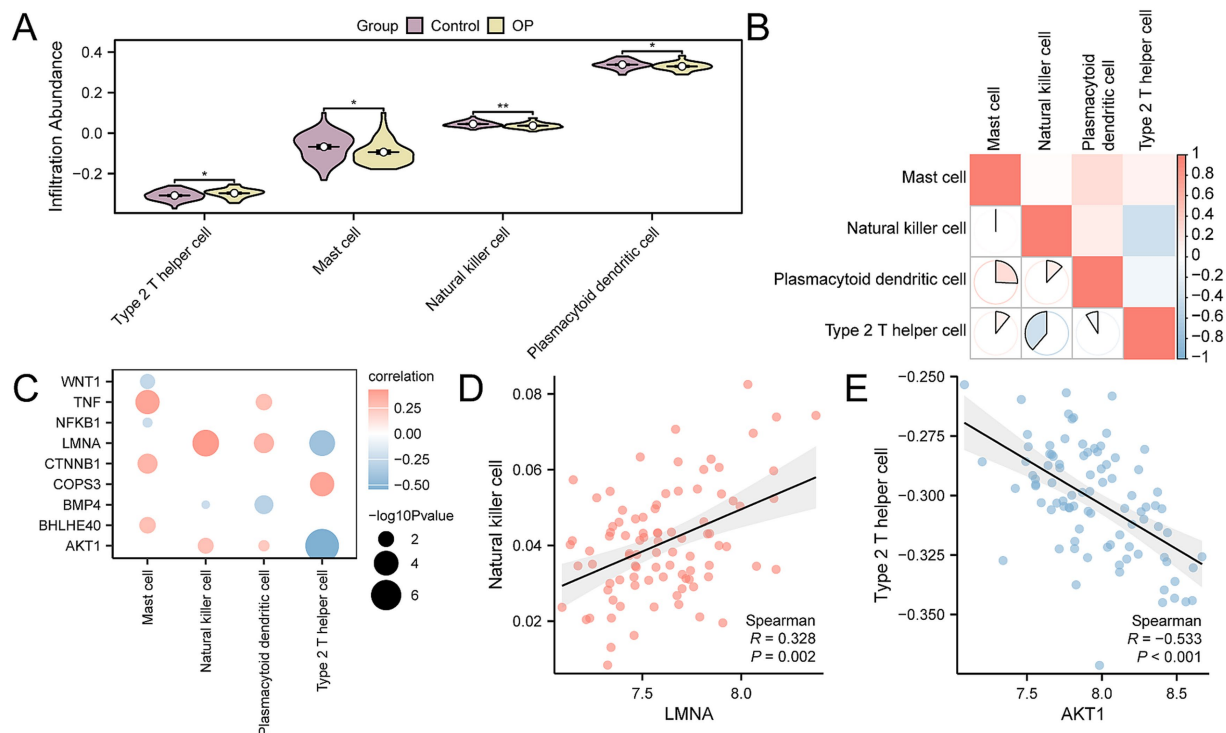 A
Group Control OP
Infiltration Abundance
0.4
0.2
0.0
−0.2
*
*
**
*
Type 2 T helper cell
Mast cell
Natural killer cell
Plasmacytoid dendritic cell
B
Mast cell
Natural killer cell
Plasmacytoid
dendritic cell
Type 2 T helper cell
Mast cell
Natural killer cell
Plasmacytoid dendritic cell
Type 2 T helper cell
1
0.8
0.6
0.4
0.2
0
−0.2
−0.4
−0.6
−0.8
−1
C
WNT1
TNF
NFKB1
LMNA
CTNNB1
COPS3
BMP4
BHLHE40
AKT1
Mast cell
Natural killer cell
Plasmacytoid dendritic cell
Type 2 T helper cell
correlation
0.25
0.00
−0.25
−0.50
−log10Pvalue
2
4
6
D
Natural killer cell
0.08
0.06
0.04
0.02
7.5
8.0
LMNA
Spearman
R = 0.328
P = 0.002
E
Type 2 T helper cell
−0.250
−0.275
−0.300
−0.325
−0.350
7.5
8.0
8.5
AKT1
Spearman
R = −0.533
P < 0.001